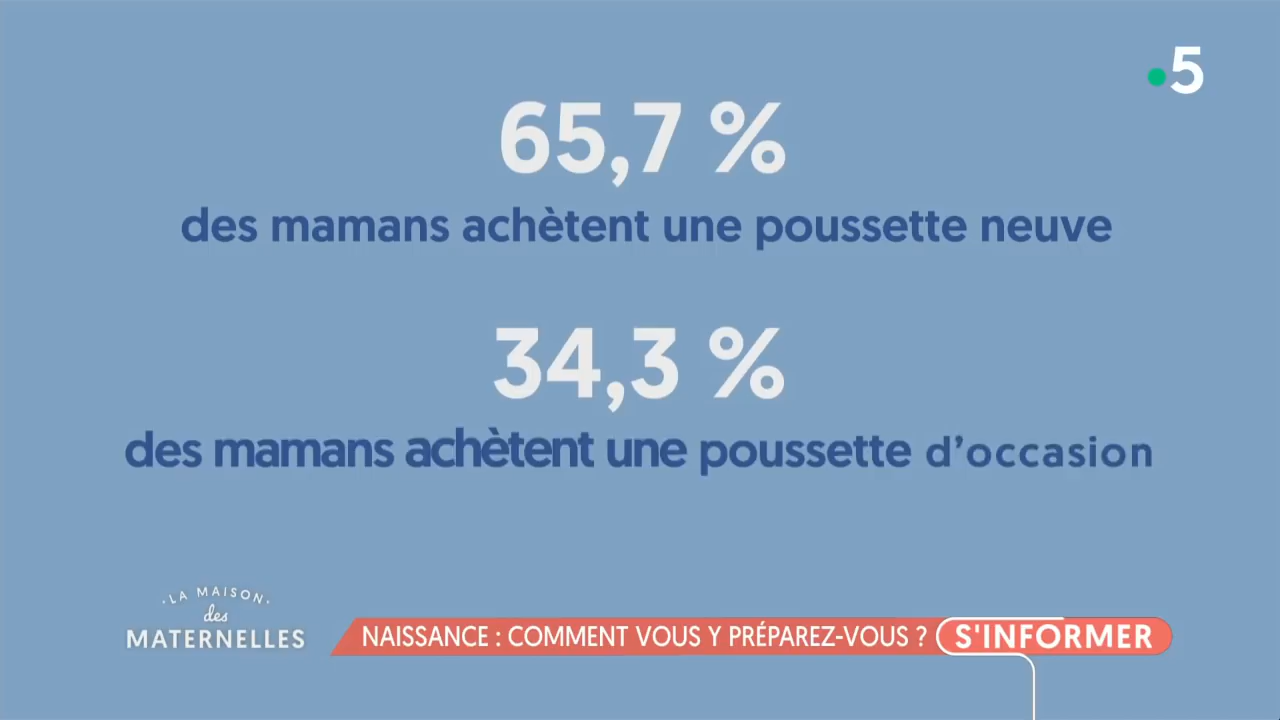 5
65,7 %
des mamans achètent une poussette neuve
34,3 %
des mamans achètent une poussette d'occasion
· LA MAISON ·
des
MATERNELLES
NAISSANCE : COMMENT VOUS Y PRÉPAREZ-VOUS ? S'INFORMER